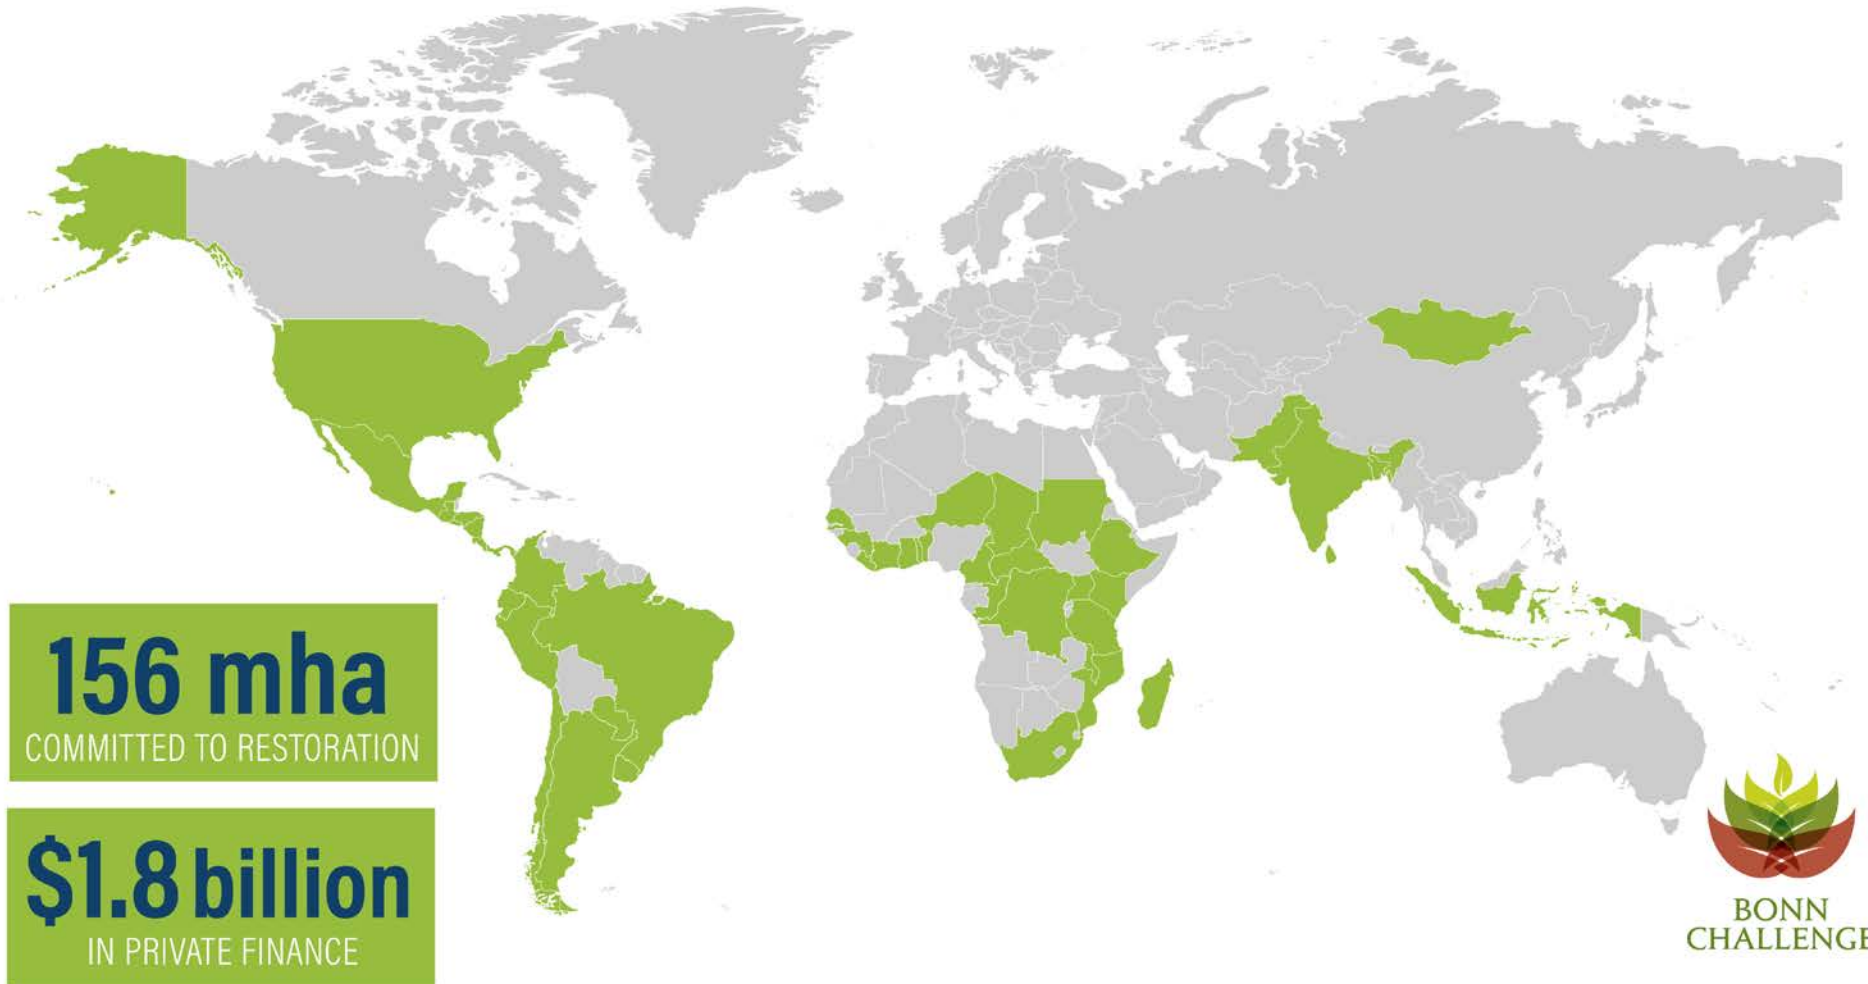 156 mha
COMMITTED TO RESTORATION
$1.8 billion
IN PRIVATE FINANCE
BONN
CHALLENGE